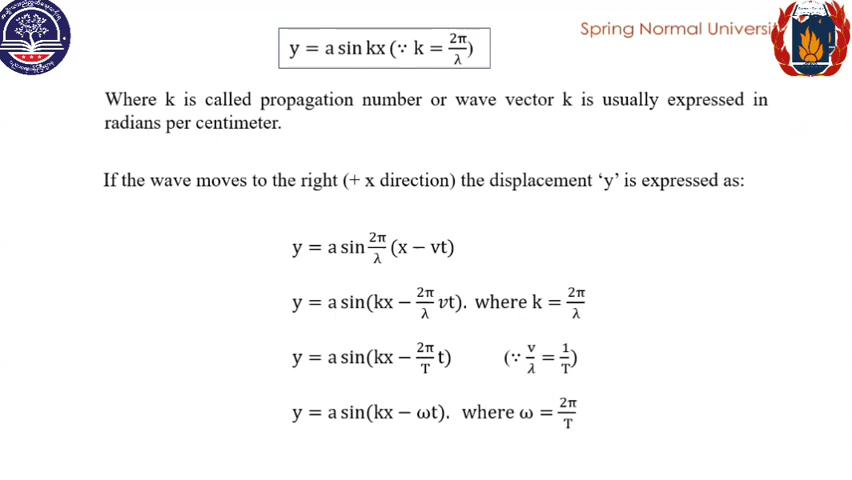 Spring Normal Universit
y = a sin kx (∵ k = 2π/λ)
Where k is called propagation number or wave vector k is usually expressed in
radians per centimeter.
If the wave moves to the right (+ x direction) the displacement ‘y’ is expressed as:
y = a sin 2π/λ (x − vt)
y = a sin(kx − 2π/λ vt). where k = 2π/λ
y = a sin(kx − 2π/T t) (∵ v/λ = 1/T)
y = a sin(kx − ωt). where ω = 2π/T